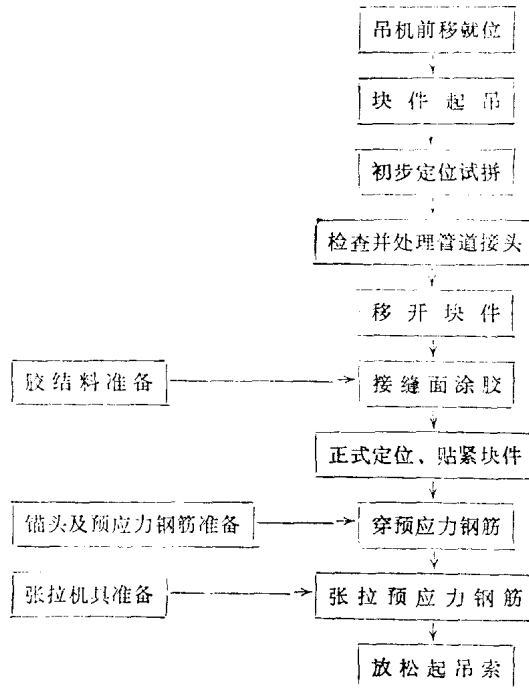 吊机前移就位
块件起吊
初步定位试拼
检查并处理管道接头
移开块件
胶结料准备
接缝面涂胶
正式定位、贴紧块件
锚头及预应力钢筋准备
穿预应力钢筋
张拉机具准备
张拉预应力钢筋
放松起吊索